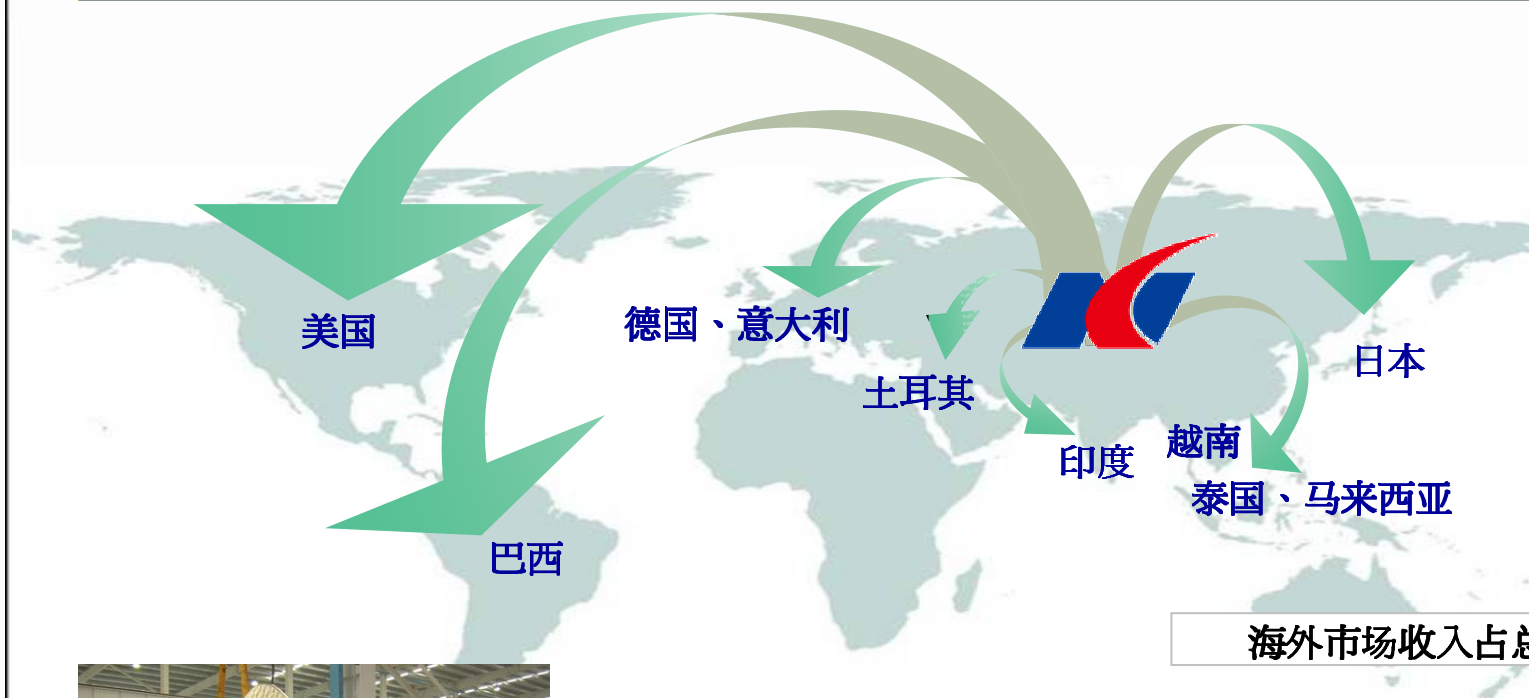 美国
德国、意大利
日本
土耳其
越南
印度
泰国、马来西亚
巴西
海外市场收入占总